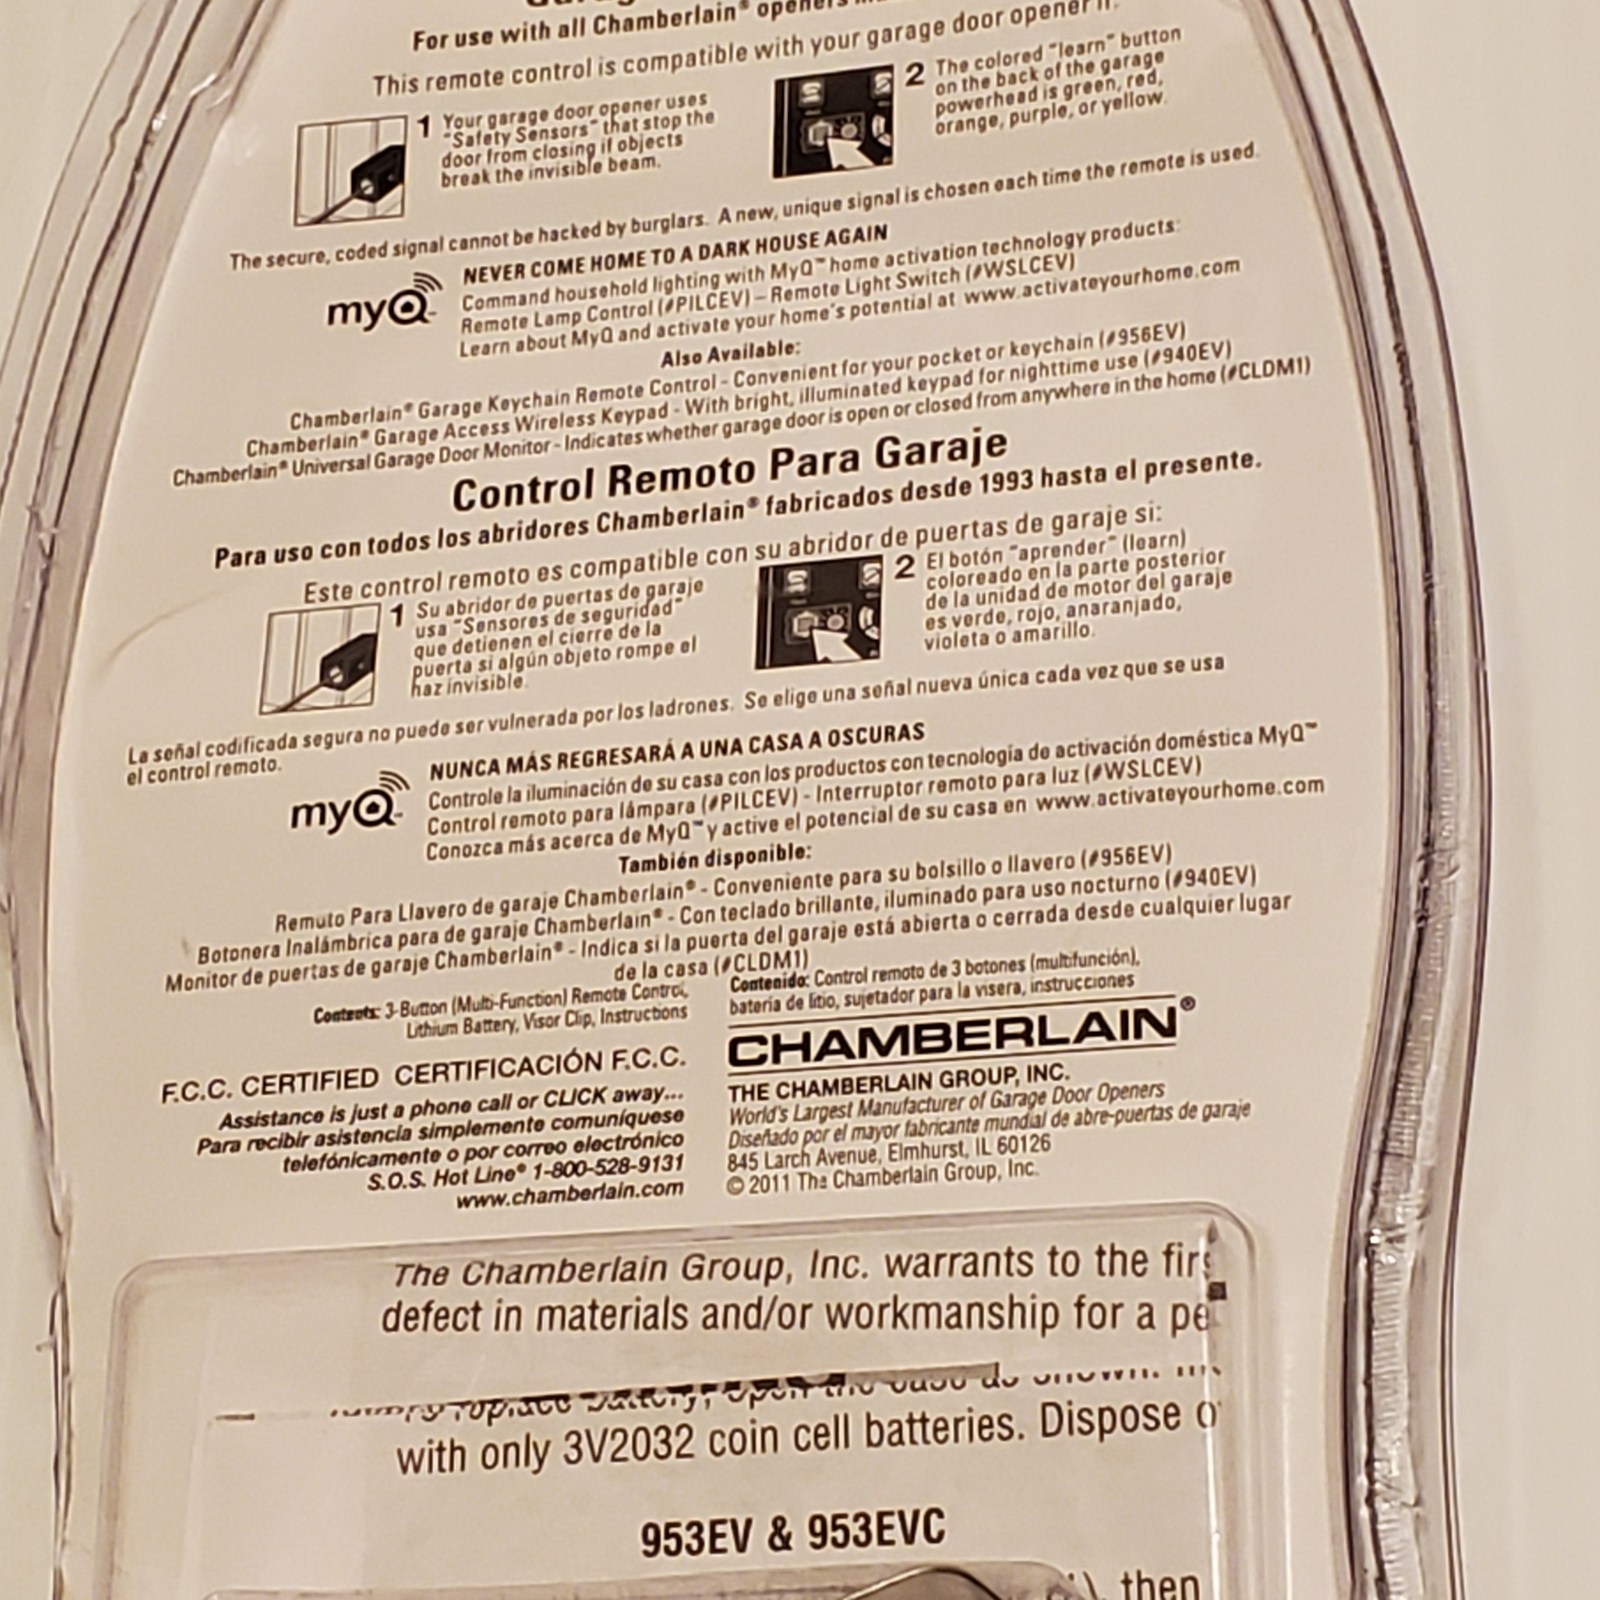 For use with all Chamberlain® openers
This remote control is compatible with your garage door opener if:
1 Your garage door opener uses
"Safety Sensors" that stop the
door from closing if objects
break the invisible beam.
2 The colored "learn" button
on the back of the garage
powerhead is green, red,
orange, purple, or yellow.
The secure, coded signal cannot be hacked by burglars. A new, unique signal is chosen each time the remote is used.
myQ™
NEVER COME HOME TO A DARK HOUSE AGAIN
Command household lighting with MyQ™ home activation technology products:
Remote Lamp Control (#PILCEV) – Remote Light Switch (#WSLCEV)
Learn about MyQ and activate your home's potential at www.activateyourhome.com
Also Available:
Chamberlain® Garage Keychain Remote Control - Convenient for your pocket or keychain (#956EV)
Chamberlain® Garage Access Wireless Keypad - With bright, illuminated keypad for nighttime use (#940EV)
Chamberlain® Universal Garage Door Monitor - Indicates whether garage door is open or closed from anywhere in the home (#CLDM1)
Control Remoto Para Garaje
Para uso con todos los abridores Chamberlain® fabricados desde 1993 hasta el presente.
Este control remoto es compatible con su abridor de puertas de garaje si:
1 Su abridor de puertas de garaje
usa "Sensores de seguridad"
que detienen el cierre de la
puerta si algún objeto rompe el
haz invisible.
2 El botón "aprender" (learn)
coloreado en la parte posterior
de la unidad de motor del garaje
es verde, rojo, anaranjado,
violeta o amarillo.
La señal codificada segura no puede ser vulnerada por los ladrones. Se elige una señal nueva única cada vez que se usa
el control remoto.
myQ™
NUNCA MÁS REGRESARÁ A UNA CASA A OSCURAS
Controle la iluminación de su casa con los productos con tecnología de activación doméstica MyQ™
Control remoto para lámpara (#PILCEV) - Interruptor remoto para luz (#WSLCEV)
Conozca más acerca de MyQ™ y active el potencial de su casa en www.activateyourhome.com
También disponible:
Remuto Para Llavero de garaje Chamberlain® - Conveniente para su bolsillo o llavero (#956EV)
Botonera Inalámbrica para de garaje Chamberlain® - Con teclado brillante, iluminado para uso nocturno (#940EV)
Monitor de puertas de garaje Chamberlain® - Indica si la puerta del garaje está abierta o cerrada desde cualquier lugar
de la casa (#CLDM1)
Contents: 3-Button (Multi-Function) Remote Control,
Lithium Battery, Visor Clip, Instructions
Contenido: Control remoto de 3 botones (multifunción),
batería de litio, sujetador para la visera, instrucciones
F.C.C. CERTIFIED CERTIFICACIÓN F.C.C.
Assistance is just a phone call or CLICK away...
Para recibir asistencia simplemente comuníquese
telefónicamente o por correo electrónico
S.O.S. Hot Line® 1-800-528-9131
www.chamberlain.com
CHAMBERLAIN®
THE CHAMBERLAIN GROUP, INC.
World's Largest Manufacturer of Garage Door Openers
Diseñado por el mayor fabricante mundial de abre-puertas de garaje
845 Larch Avenue, Elmhurst, IL 60126
© 2011 The Chamberlain Group, Inc.
The Chamberlain Group, Inc. warrants to the firs
defect in materials and/or workmanship for a pe
replace battery, open the case as shown.
with only 3V2032 coin cell batteries. Dispose o
953EV & 953EVC
then